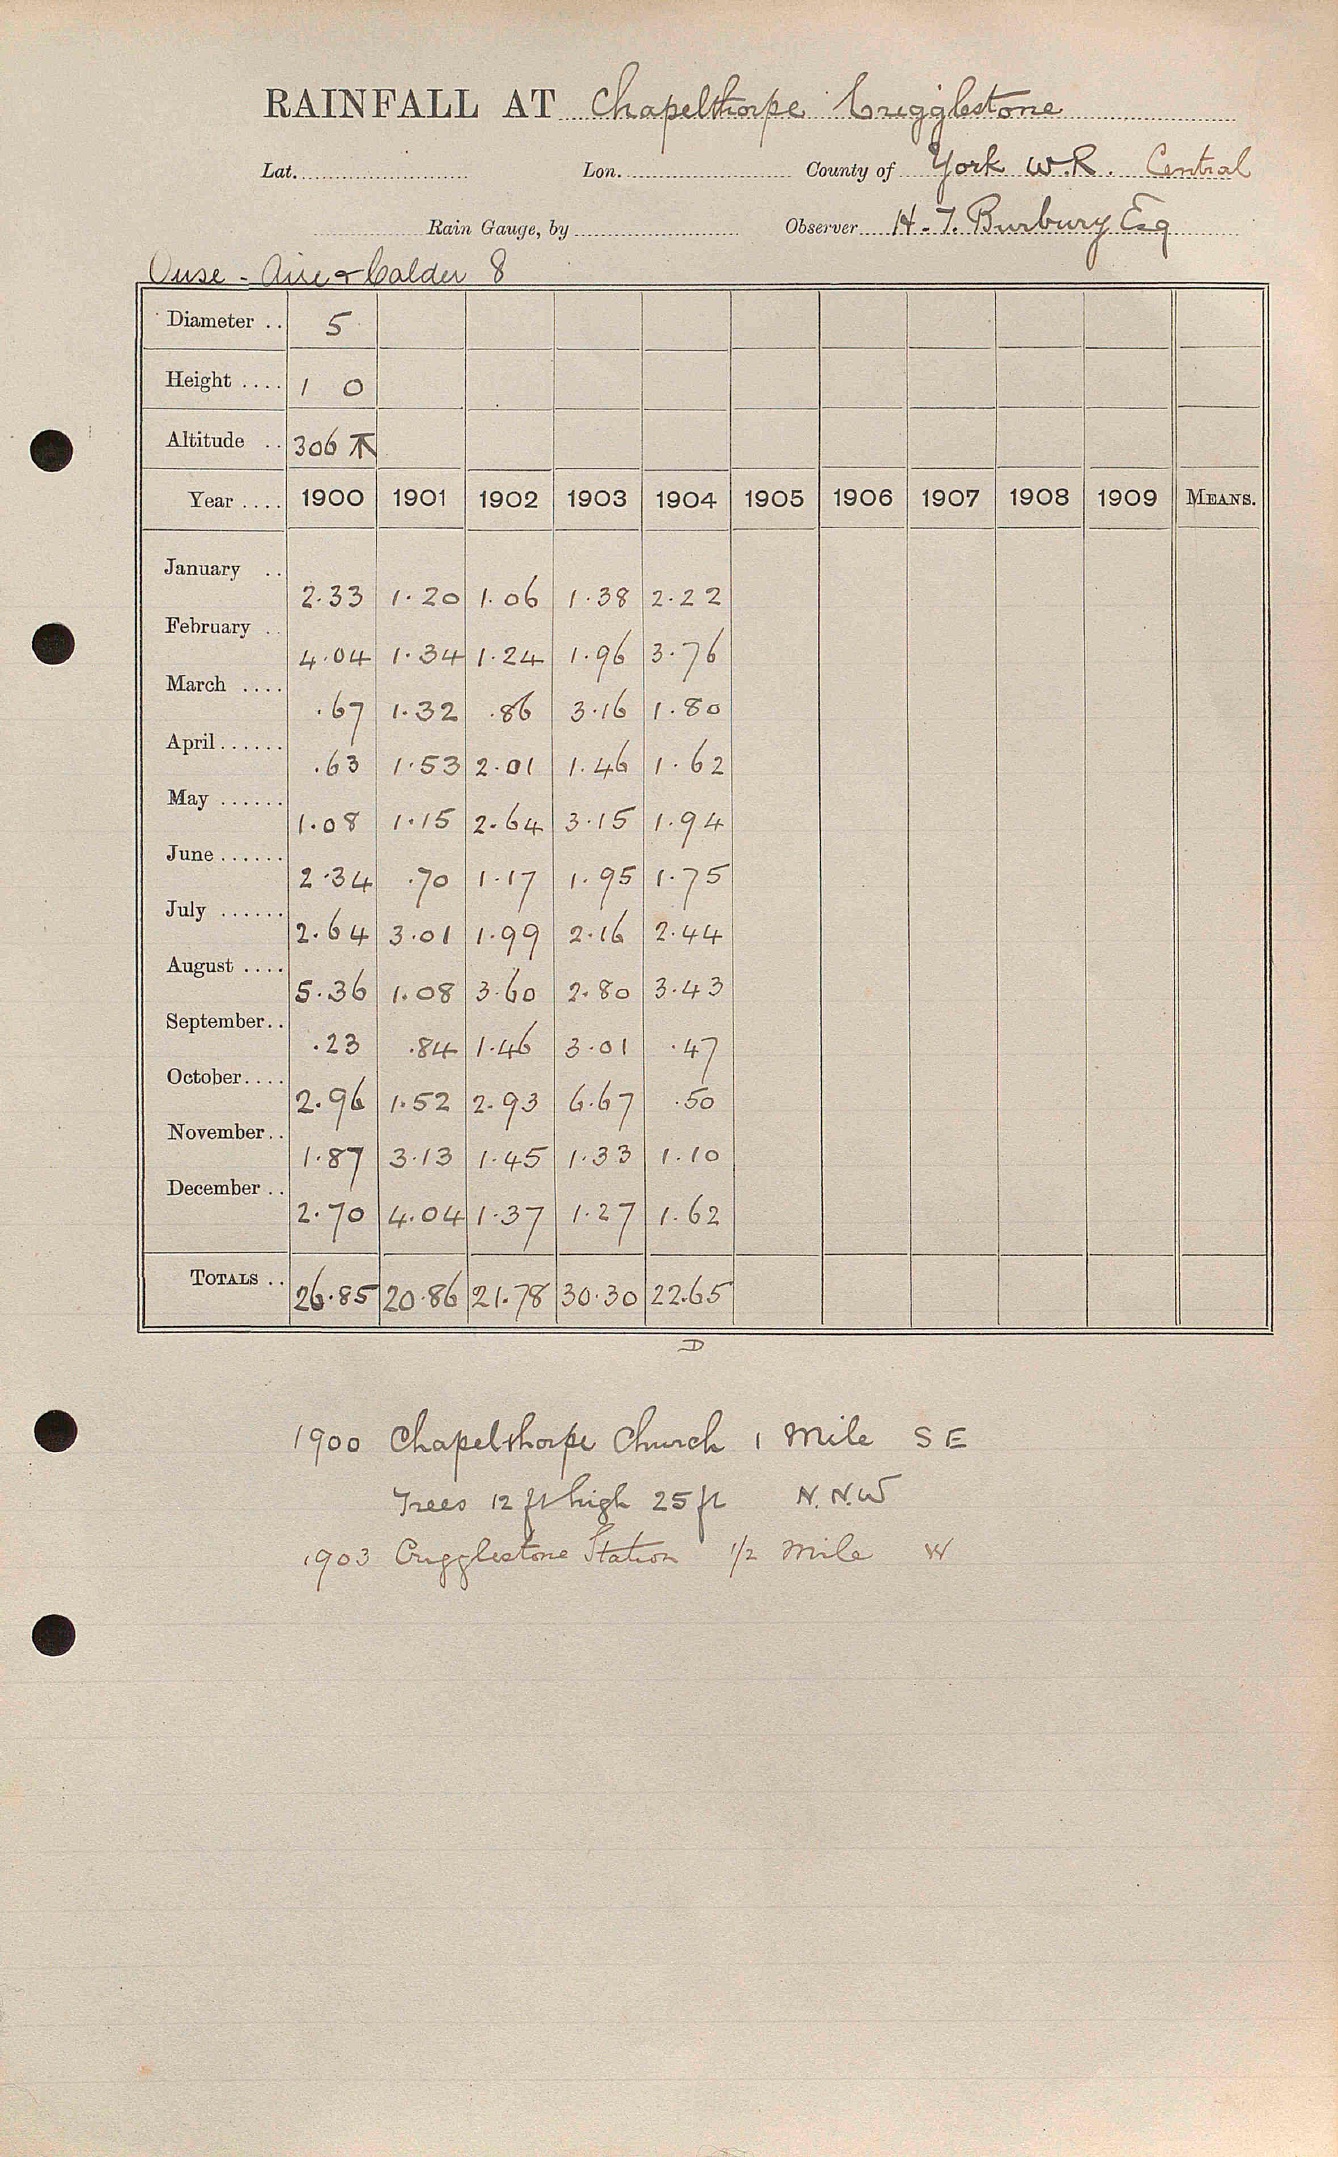 RAINFALL AT Chapelthorpe Crigglestone
Lat. Lon. County of York W.R. Central
Rain Gauge, by Observer H. T. Burbury Esq
Ouse - Aire & Calder 8
Diameter .. 5
Height .... 1 0
Altitude .. 306
Year .... 1900 1901 1902 1903 1904 1905 1906 1907 1908 1909 MEANS.
January .. 2.33 1.20 1.06 1.38 2.22
February .. 4.04 1.34 1.24 1.96 3.76
March .... .67 1.32 .86 3.16 1.80
April...... .63 1.53 2.01 1.46 1.62
May ...... 1.08 1.15 2.64 3.15 1.94
June...... 2.34 .70 1.17 1.95 1.75
July ...... 2.64 3.01 1.99 2.16 2.44
August .... 5.36 1.08 3.60 2.80 3.43
September.. .23 .84 1.46 3.01 .47
October.... 2.96 1.52 2.93 6.67 .50
November.. 1.87 3.13 1.45 1.33 1.10
December .. 2.70 4.04 1.37 1.27 1.62
TOTALS .. 26.85 20.86 21.78 30.30 22.65
D
1900 Chapelthorpe Church 1 Mile S E
Trees 12 ft high 25 ft N.N.W
1903 Crigglestone Station 1/2 Mile W